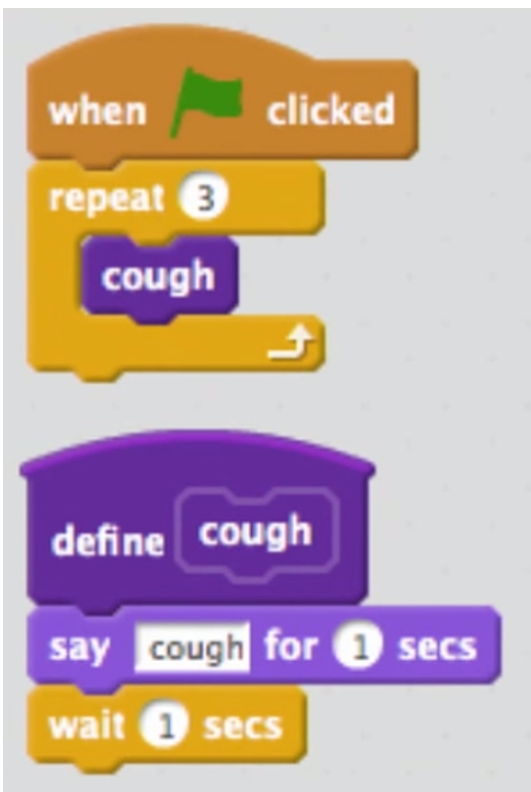 when clicked
repeat 3
cough
define cough
say cough for 1 secs
wait 1 secs